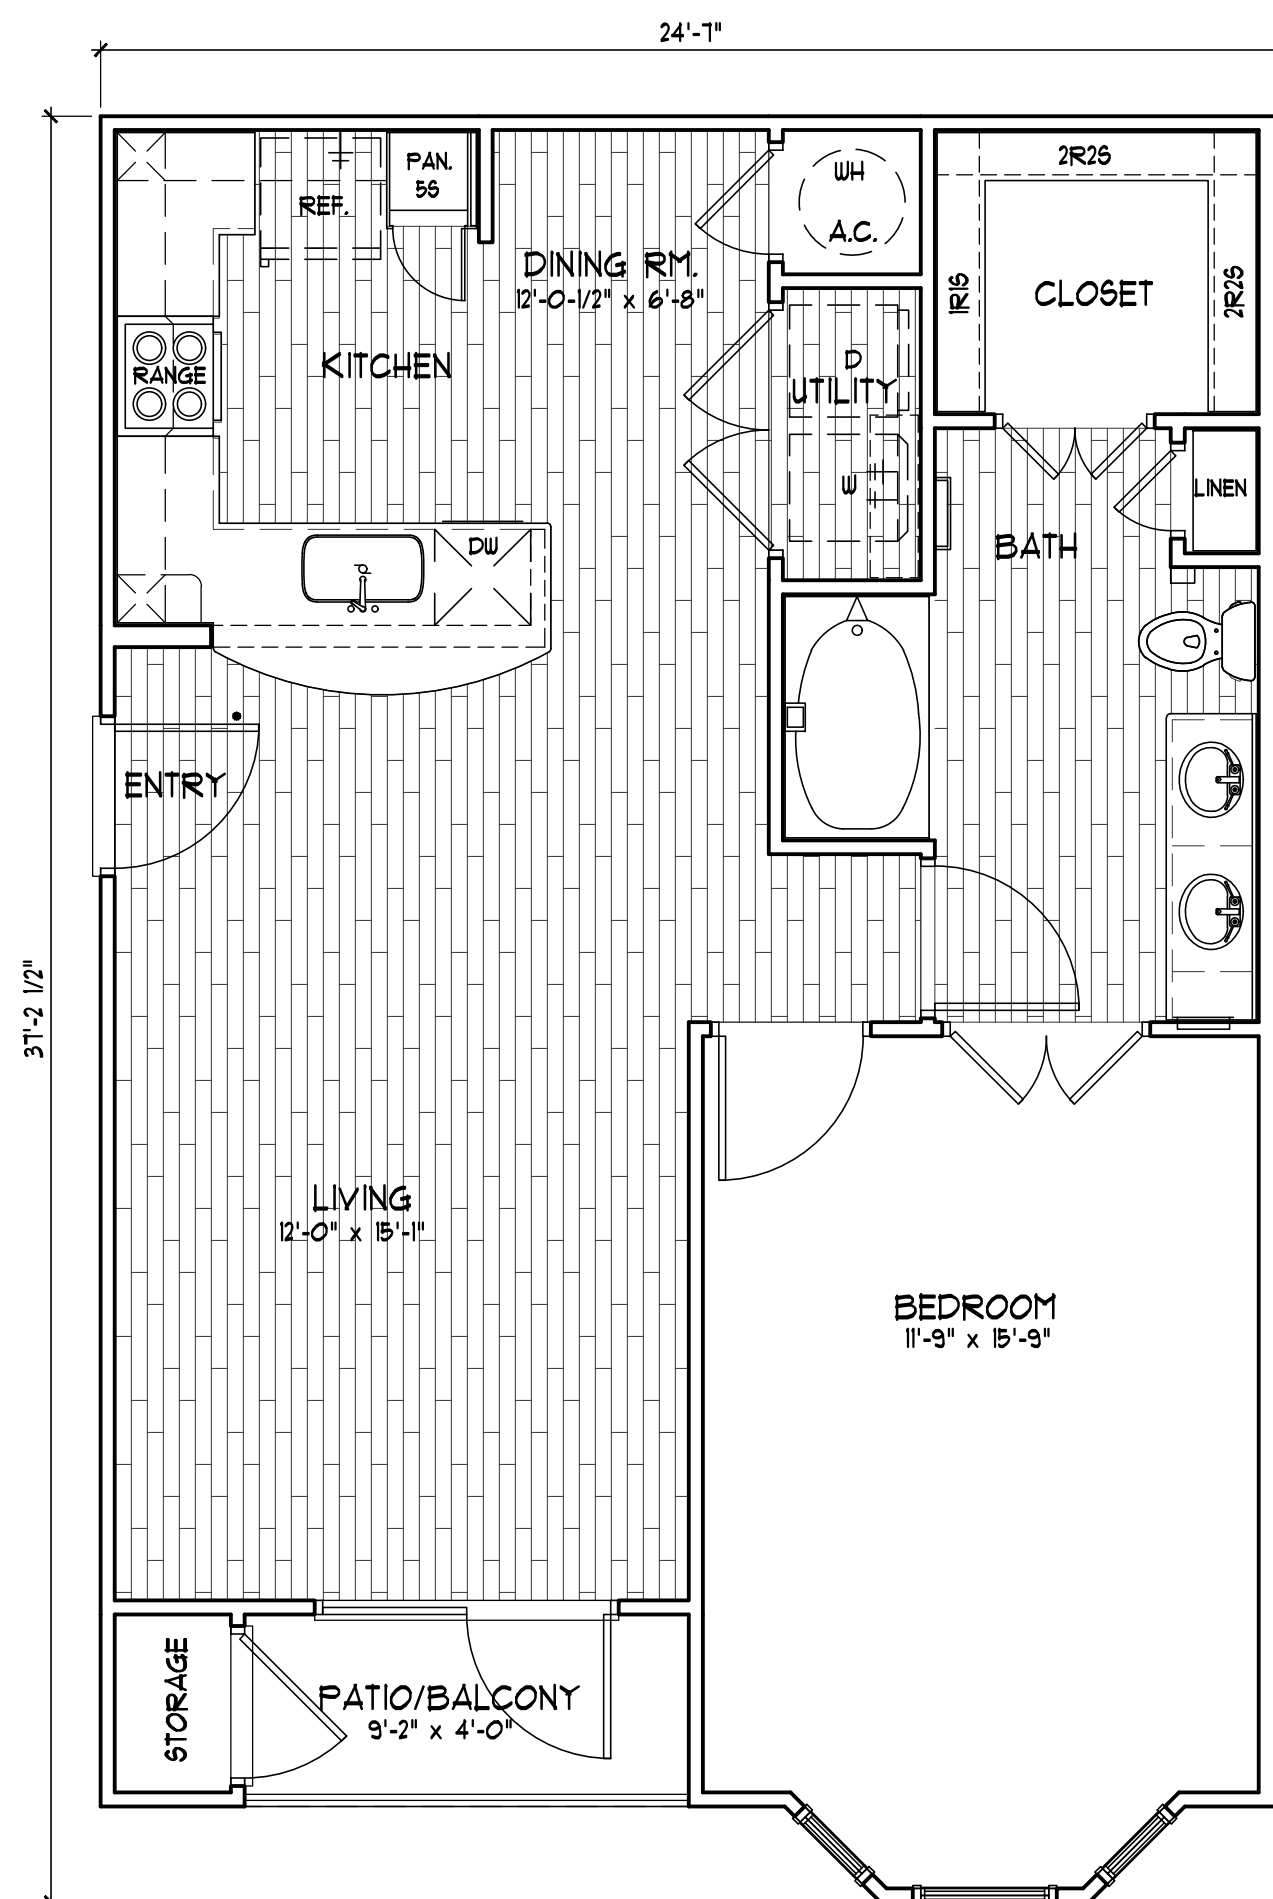 24'-7"
2R2S
PAN.
5S
WH
REF.
A.C.
DINING RM.
12'-0-1/2" x 6'-8"
1R1S
CLOSET
2R2S
D
KITCHEN
RANGE
UTILITY
W
LINEN
DW
BATH
ENTRY
37'-2 1/2"
LIVING
12'-0" x 15'-1"
BEDROOM
11'-9" x 15'-9"
STORAGE
PATIO/BALCONY
9'-2" x 4'-0"